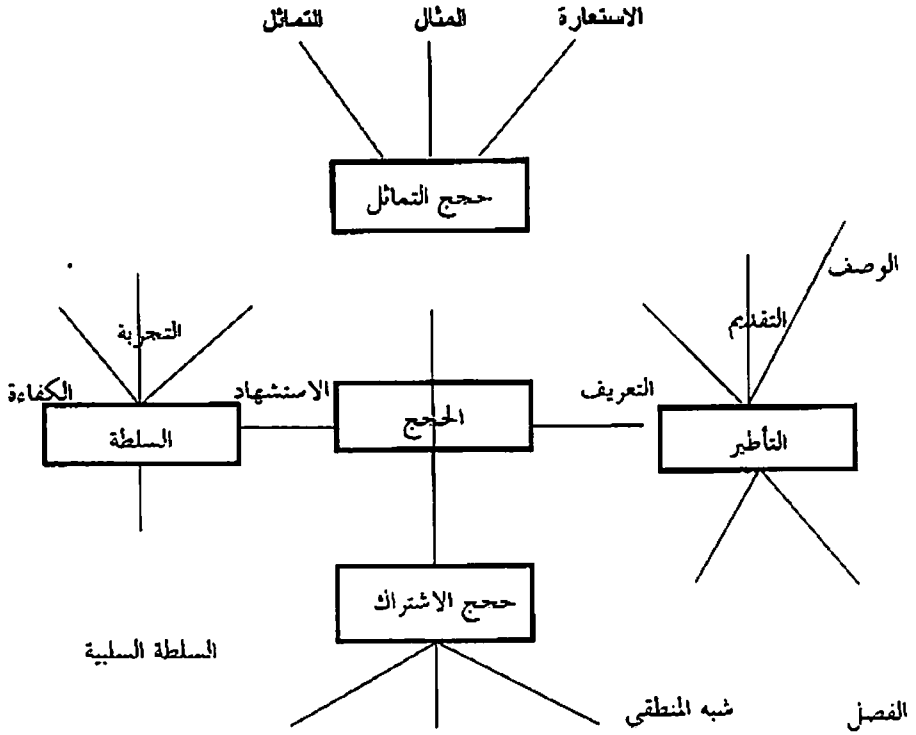 الاستعارة المثال التماثل
حجج التماثل
الوصف
التقديم
التجربة
التعريف
الاستشهاد
الكفاءة
الحجج
التأطير
السلطة
حجج الاشتراك
السلطة السلبية
الفصل
شبه المنطقي